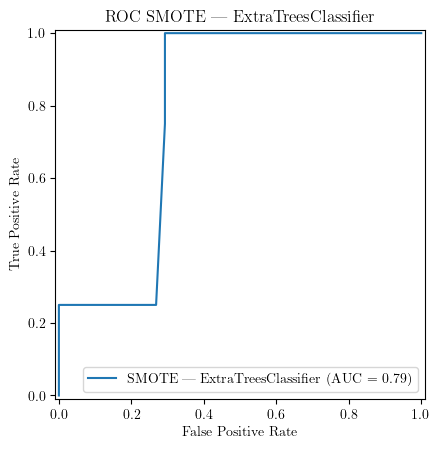 ROC SMOTE — ExtraTreesClassifier
1.0
0.8
0.6
0.4
0.2
0.0
True Positive Rate
SMOTE — ExtraTreesClassifier (AUC = 0.79)
0.0 0.2 0.4 0.6 0.8 1.0
False Positive Rate